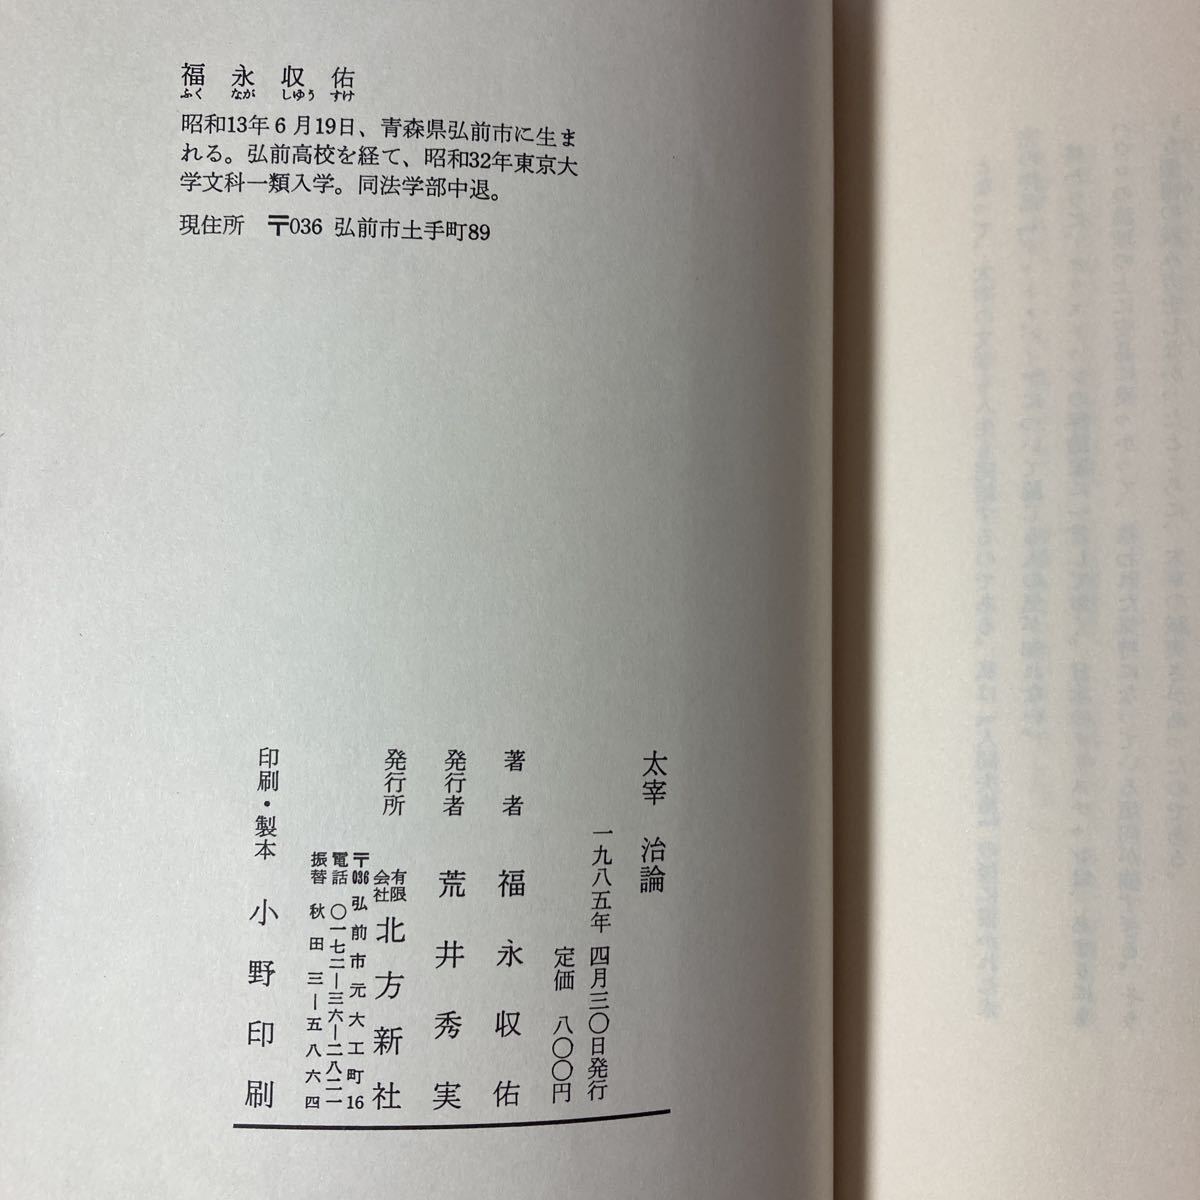 福永収佑
ふくながしゆうすけ
昭和13年6月19日、青森県弘前市に生ま
れる。弘前高校を経て、昭和32年東京大
学文科一類入学。同法学部中退。
現住所 〒036 弘前市土手町89
太宰 治論
一九八五年 四月三〇日発行
定価 八〇〇円
著者 福永収佑
発行者 荒井秀実
発行所 有限会社 北方新社
〒036 弘前市元大工町16
電話 〇一七二―三六―二八二一
振替 秋田 三―五八六四
印刷・製本 小野印刷